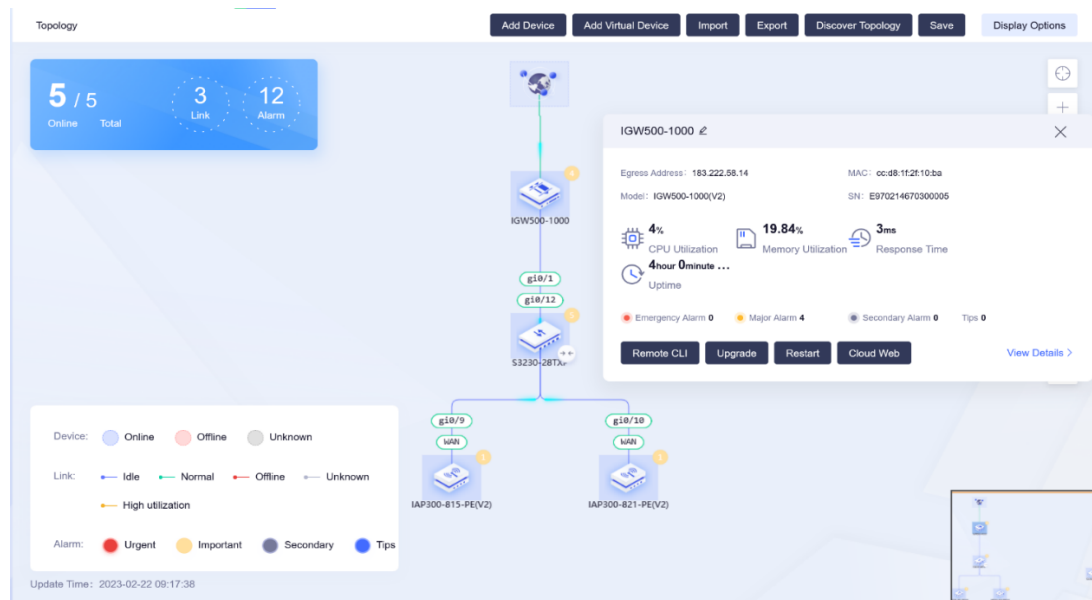 Topology
Add Device
Add Virtual Device
Import
Export
Discover Topology
Save
Display Options
5 / 5
Online Total
3
Link
12
Alarm
4
IGW500-1000
gi0/1
gi0/12
5
S3230-28TXF
gi0/9
WAN
IAP300-815-PE(V2)
gi0/10
WAN
IAP300-821-PE(V2)
IGW500-1000
Egress Address: 183.222.58.14
MAC: cc:d8:1f:2f:10:ba
Model: IGW500-1000(V2)
SN: E970214670300005
4%
CPU Utilization
19.84%
Memory Utilization
3ms
Response Time
4hour 0minute ...
Uptime
Emergency Alarm 0
Major Alarm 4
Secondary Alarm 0
Tips 0
Remote CLI
Upgrade
Restart
Cloud Web
View Details
Device: Online Offline Unknown
Link: Idle Normal Offline Unknown
High utilization
Alarm: Urgent Important Secondary Tips
Update Time: 2023-02-22 09:17:38